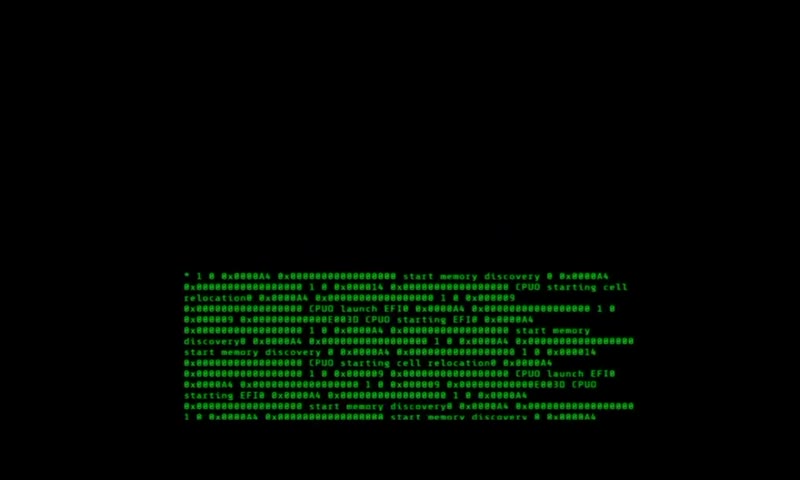 * 1 0 0x0000A4 0x0000000000000000 start memory discovery 0 0x0000A4
0x0000000000000000 1 0 0x000014 0x0000000000000000 CPU0 starting cell
relocation0 0x0000A4 0x0000000000000000 1 0 0x000009
0x0000000000000000 CPU0 launch EFI0 0x0000A4 0x0000000000000000 1 0
0x000009 0x000000000000E003D CPU0 starting EFI0 0x0000A4
0x0000000000000000 1 0 0x0000A4 0x0000000000000000 start memory
discovery0 0x0000A4 0x0000000000000000 1 0 0x0000A4 0x0000000000000000
start memory discovery 0 0x0000A4 0x0000000000000000 1 0 0x000014
0x0000000000000000 CPU0 starting cell relocation0 0x0000A4
0x0000000000000000 1 0 0x000009 0x0000000000000000 CPU0 launch EFI0
0x0000A4 0x0000000000000000 1 0 0x000009 0x000000000000E003D CPU0
starting EFI0 0x0000A4 0x0000000000000000 1 0 0x0000A4
0x0000000000000000 start memory discovery0 0x0000A4 0x0000000000000000
1 0 0x0000A4 0x0000000000000000 start memory discovery 0 0x0000A4